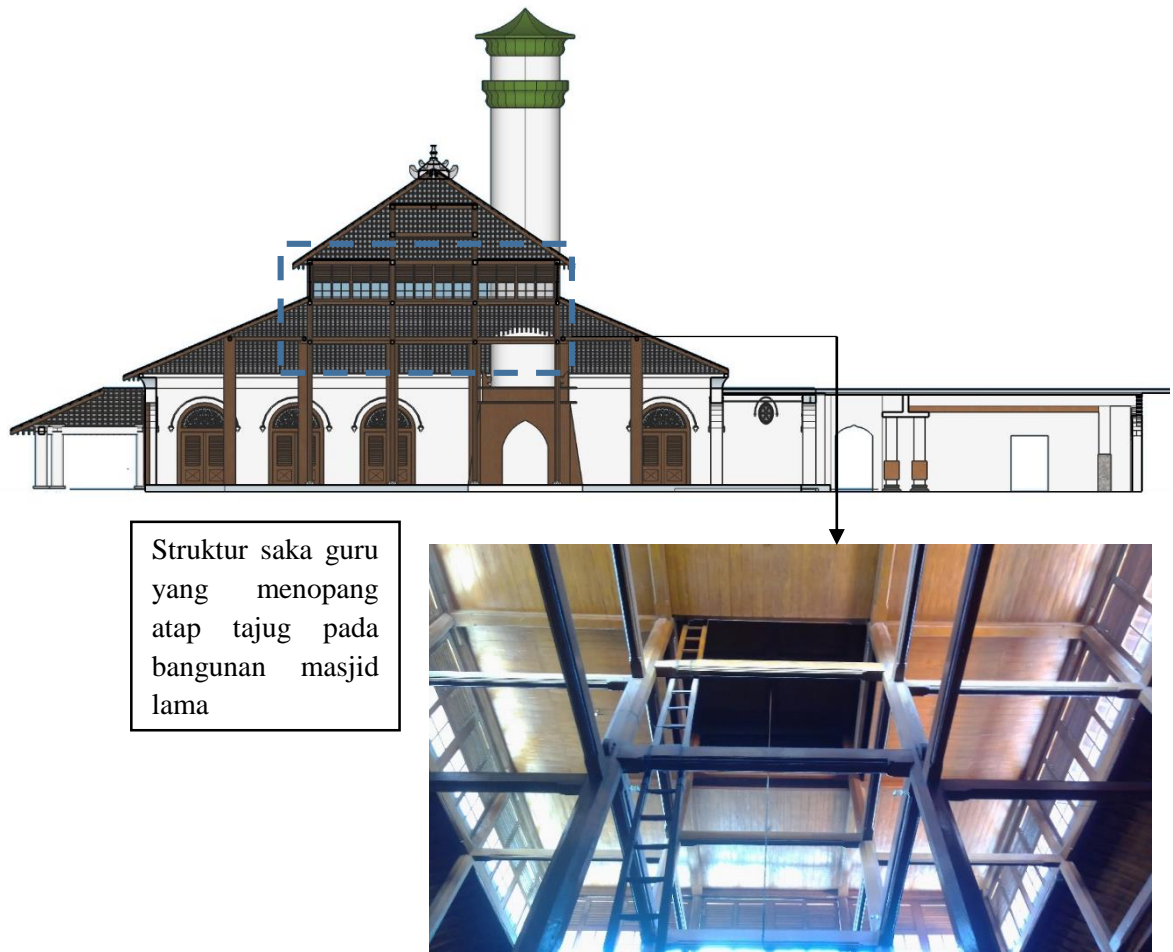 Struktur saka guru
yang menopang
atap tajug pada
bangunan masjid
lama